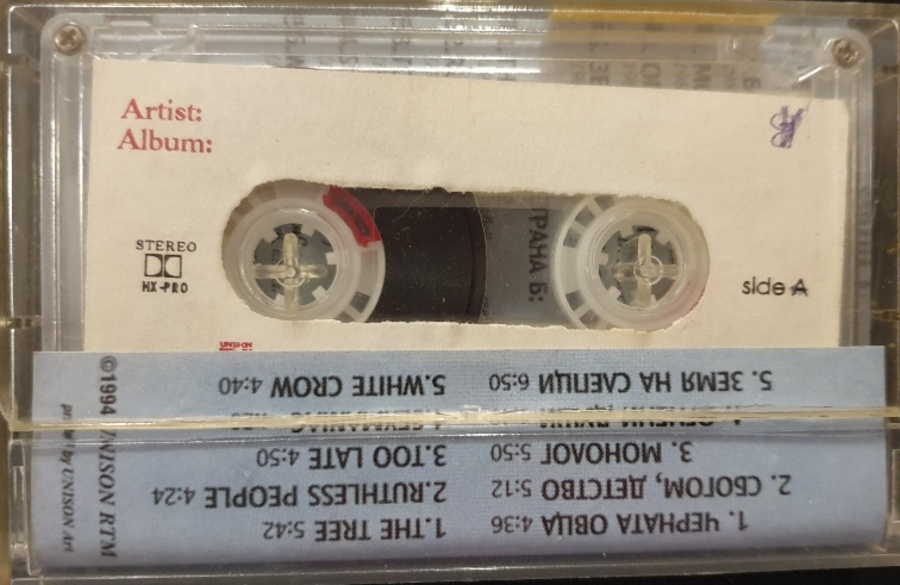 Artist:
Album:
STEREO
HX-PRO
side A
ТРАНА Б:
UNISON
1. ЧЕРНАТА ОВЦА 4:36
2. СБОГОМ, ДЕТСТВО 5:12
3. МОНОЛОГ 5:50
5. ЗЕМЯ НА СЛЕПЦИ 6:50
1.THE TREE 5:42
2.RUTHLESS PEOPLE 4:24
3.TOO LATE 4:50
5.WHITE CROW 4:40
©1994 UNISON RTM
by UNISON Art